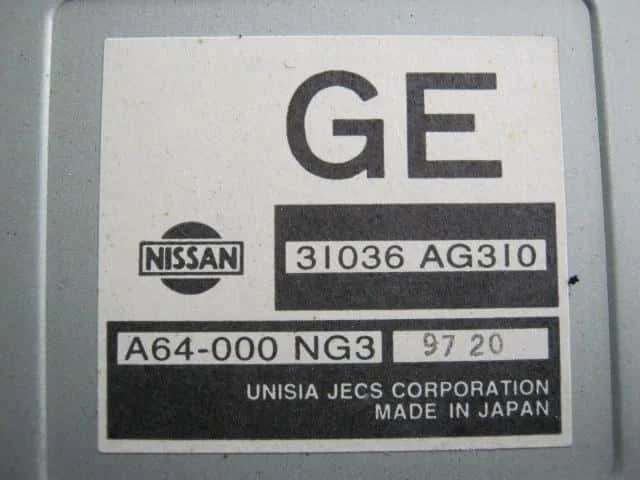 GE
NISSAN
31036 AG310
A64-000 NG3
97 20
UNISIA JECS CORPORATION
MADE IN JAPAN